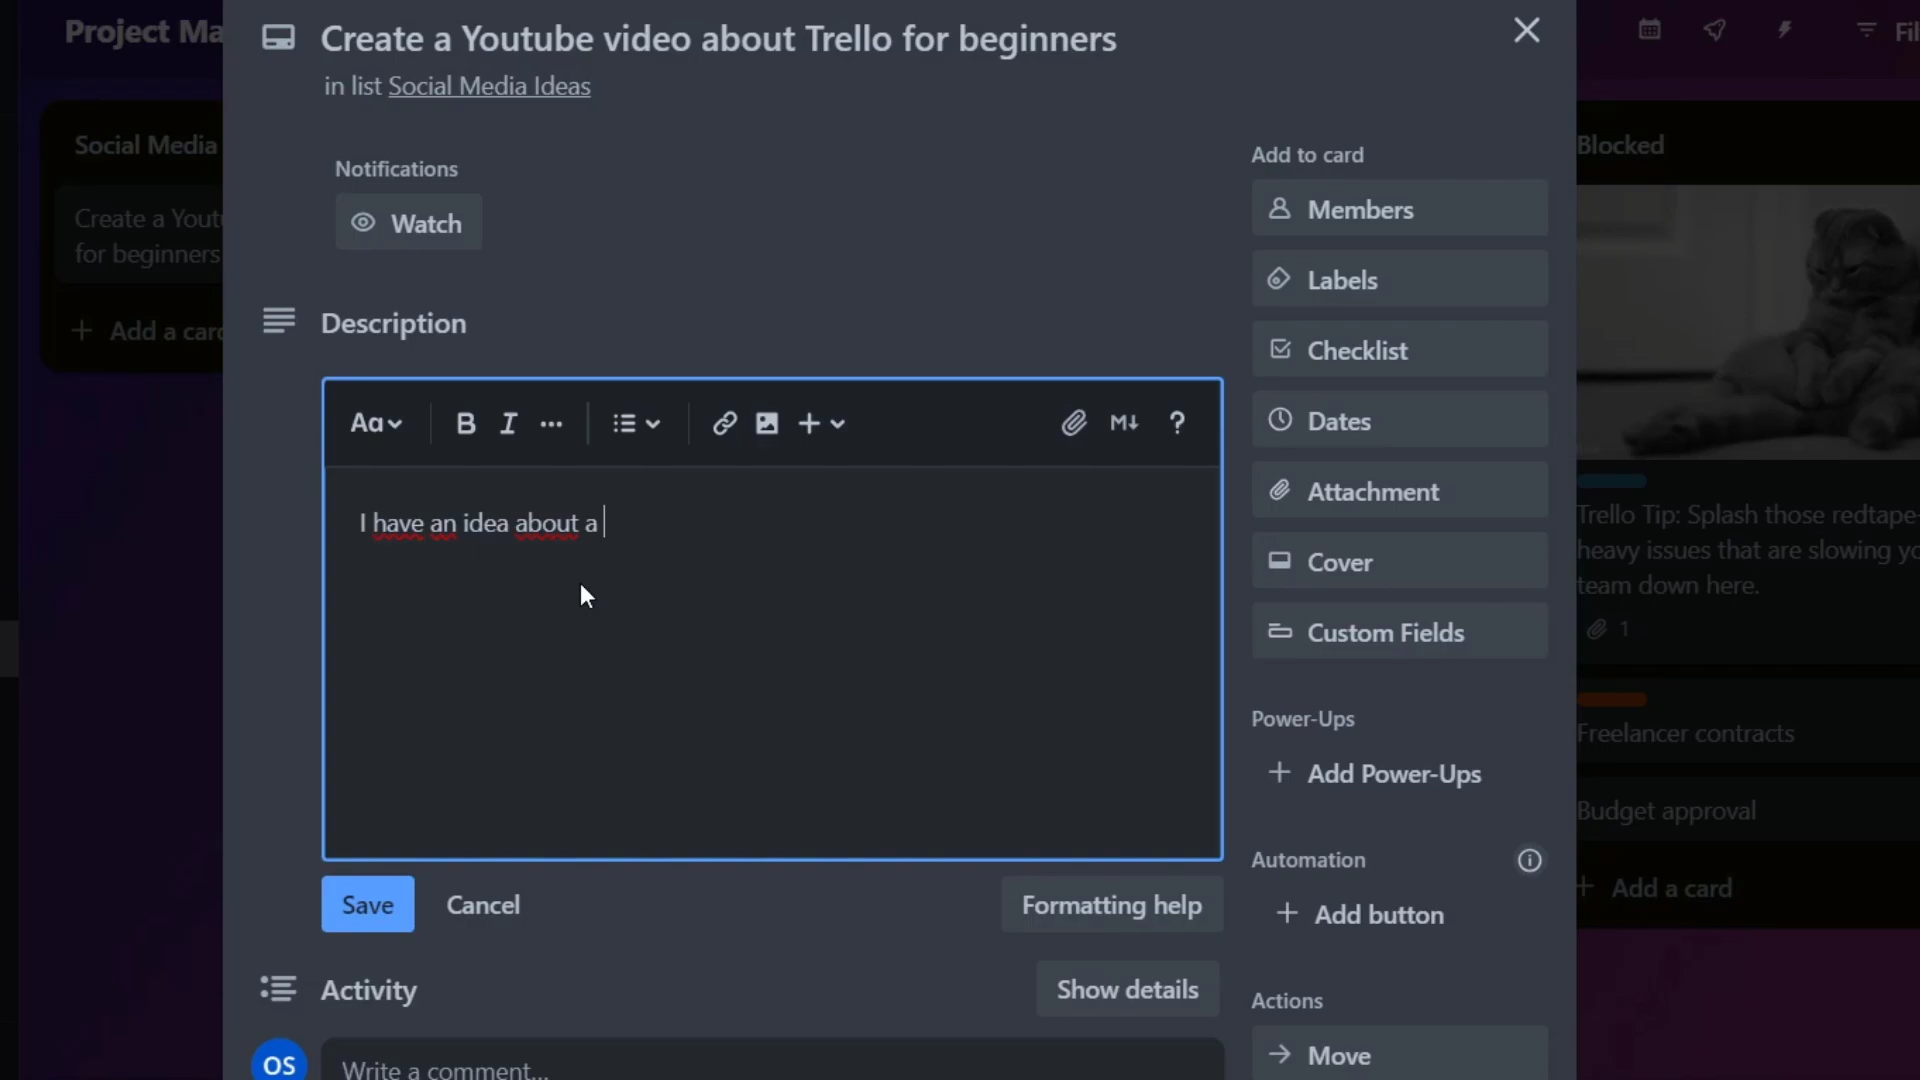 Project Ma
Create a Youtube video about Trello for beginners
in list Social Media Ideas
Fil
Social Media
Create a Youtu
for beginners
+ Add a card
Notifications
Watch
Description
Aa
B I ...
M↓ ?
I have an idea about a
Save
Cancel
Formatting help
Activity
Show details
OS
Write a comment...
Add to card
Members
Labels
Checklist
Dates
Attachment
Cover
Custom Fields
Power-Ups
+ Add Power-Ups
Automation
+ Add button
Actions
Move
Blocked
Trello Tip: Splash those redtape-
heavy issues that are slowing yo
team down here.
1
Freelancer contracts
Budget approval
+ Add a card